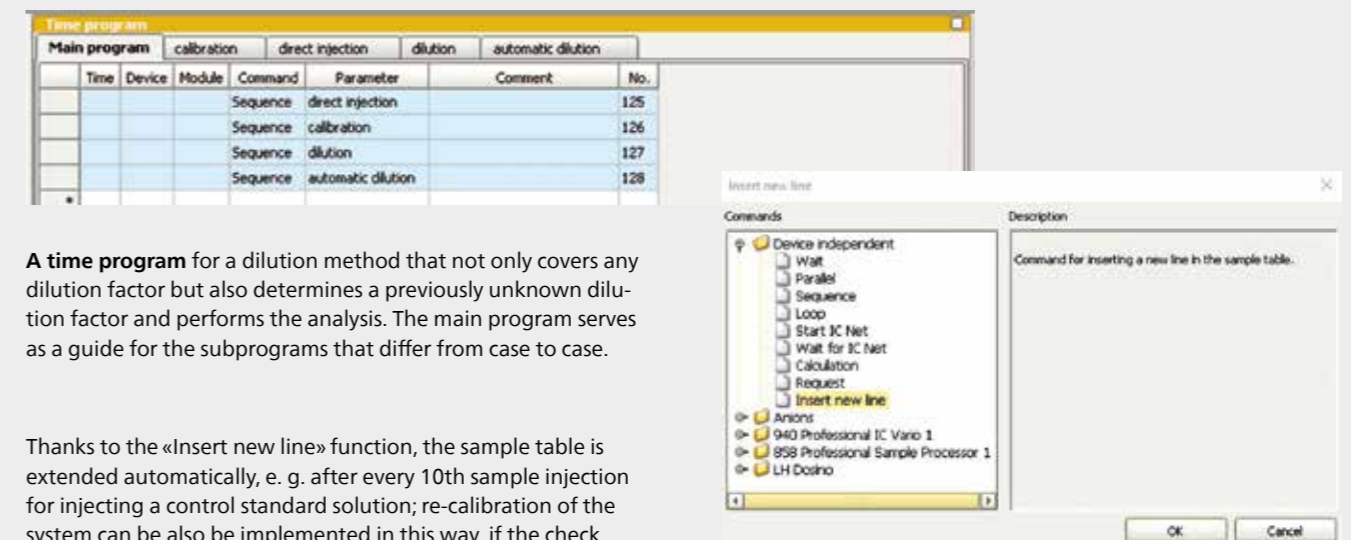 Time program
Main program calibration direct injection dilution automatic dilution
Time Device Module Command Parameter Comment No.
Sequence direct injection 125
Sequence calibration 126
Sequence dilution 127
Sequence automatic dilution 128
*
A time program for a dilution method that not only covers any
dilution factor but also determines a previously unknown dilu-
tion factor and performs the analysis. The main program serves
as a guide for the subprograms that differ from case to case.
Thanks to the «Insert new line» function, the sample table is
extended automatically, e. g. after every 10th sample injection
for injecting a control standard solution; re-calibration of the
system can be also be implemented in this way, if the check
Insert new line
Commands
Device independent
Wait
Parallel
Sequence
Loop
Start IC Net
Wait for IC Net
Calculation
Request
Insert new line
Anions
940 Professional IC Vario 1
858 Professional Sample Processor 1
LH Dosino
Description
Command for inserting a new line in the sample table.
OK Cancel